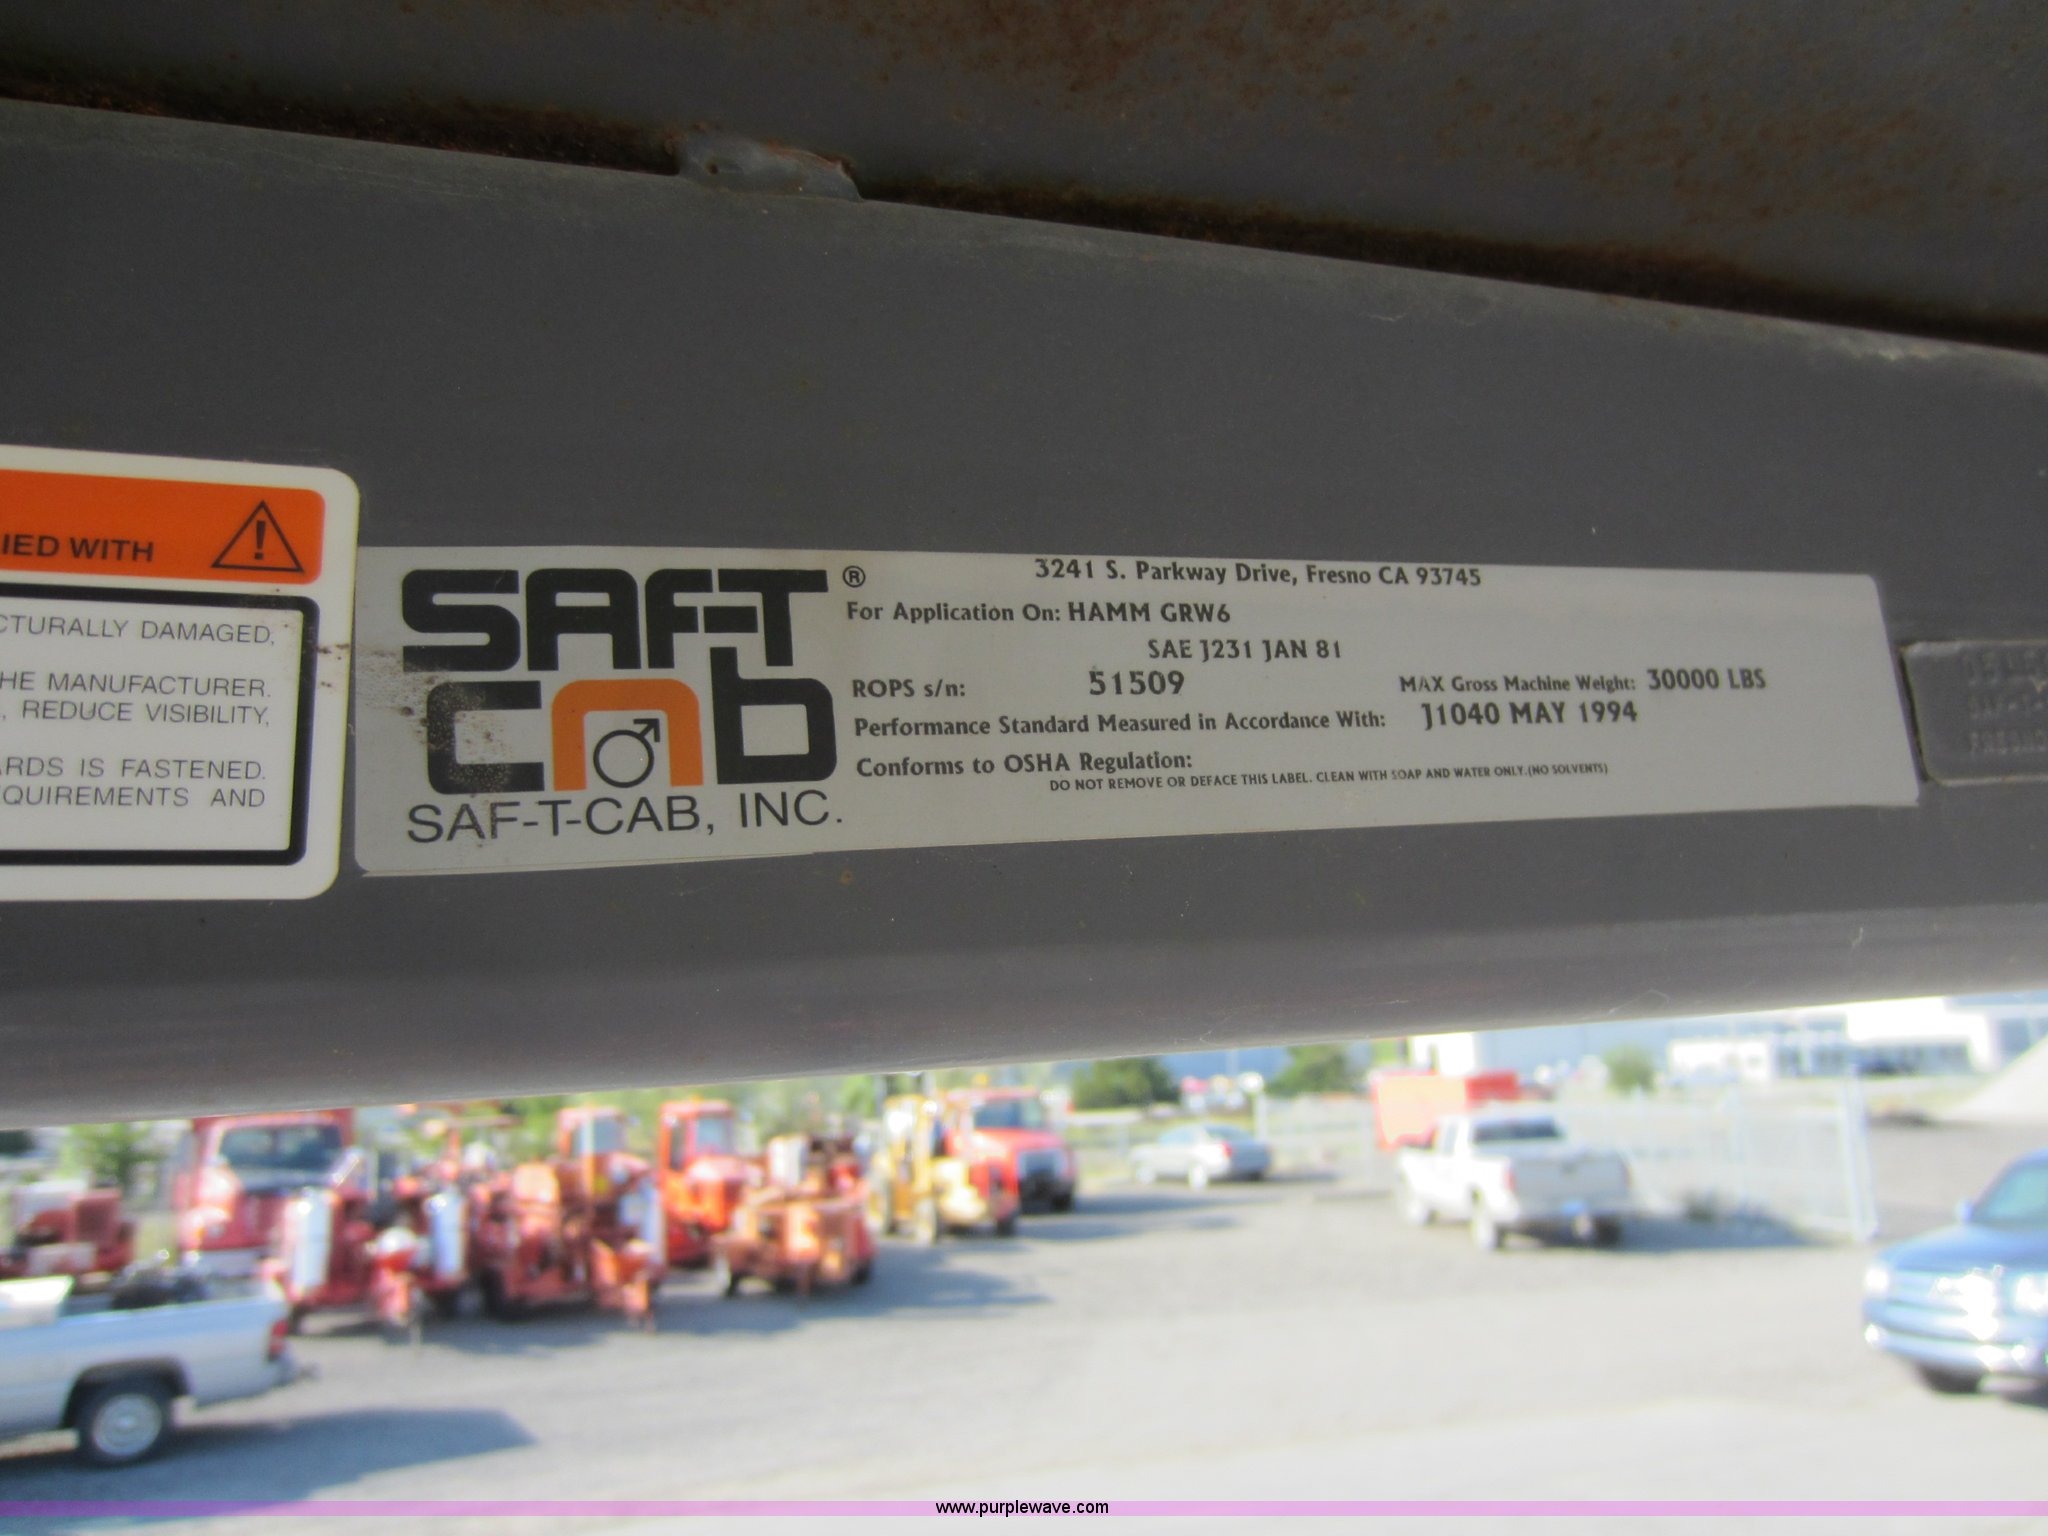 IED WITH
CTURALLY DAMAGED,
HE MANUFACTURER.
, REDUCE VISIBILITY,
ARDS IS FASTENED.
QUIREMENTS AND
SAF-T®
cab
SAF-T-CAB, INC.
3241 S. Parkway Drive, Fresno CA 93745
For Application On: HAMM GRW6
SAE J231 JAN 81
ROPS s/n: 51509 MAX Gross Machine Weight: 30000 LBS
Performance Standard Measured in Accordance With: J1040 MAY 1994
Conforms to OSHA Regulation:
DO NOT REMOVE OR DEFACE THIS LABEL. CLEAN WITH SOAP AND WATER ONLY.(NO SOLVENTS)
www.purplewave.com